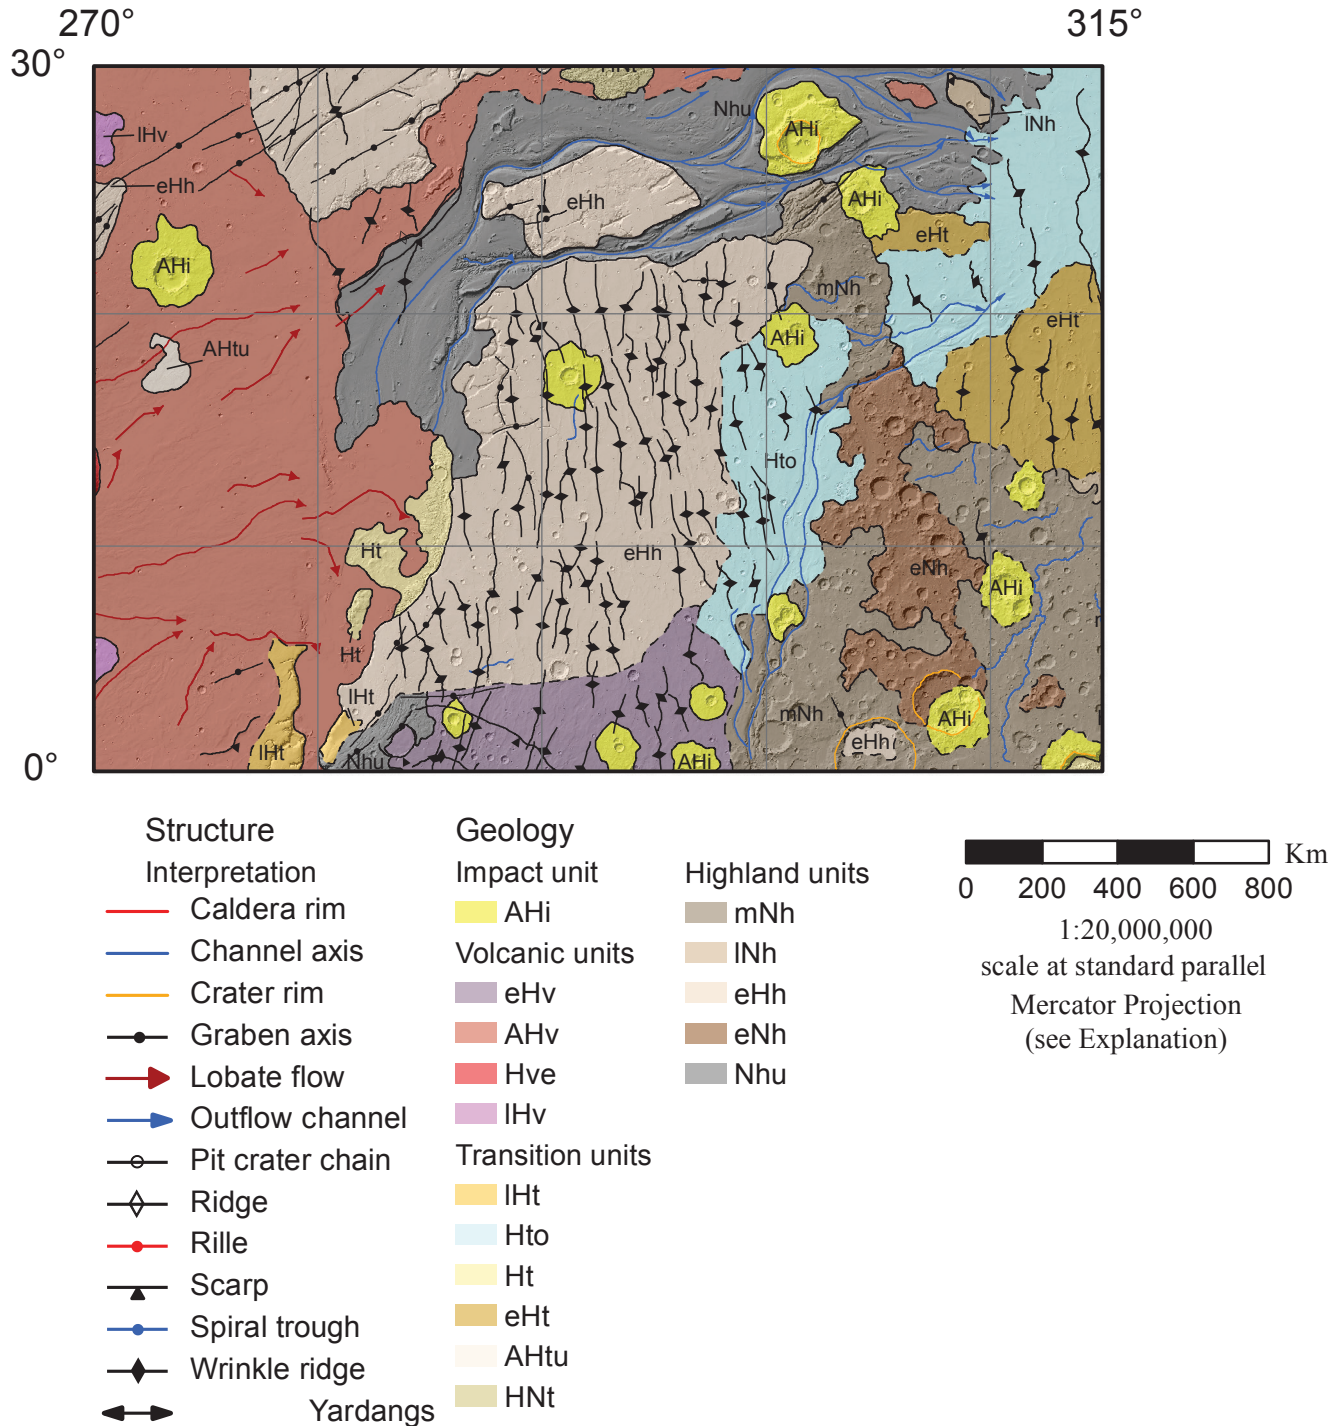 270° 315°
30°
HNt
Nhu
lHv
AHi
lNh
eHh
eHh
AHi
eHt
AHi
mNh
eHt
AHi
AHtu
Hto
Ht
eHh
eNh
AHi
Ht
lHt
mNh
AHi
eHh
lHt
Nhu
AHi
0°
Structure
Interpretation
Caldera rim
Channel axis
Crater rim
Graben axis
Lobate flow
Outflow channel
Pit crater chain
Ridge
Rille
Scarp
Spiral trough
Wrinkle ridge
Yardangs
Geology
Impact unit
AHi
Volcanic units
eHv
AHv
Hve
lHv
Transition units
lHt
Hto
Ht
eHt
AHtu
HNt
Highland units
mNh
lNh
eHh
eNh
Nhu
Km
0 200 400 600 800
1:20,000,000
scale at standard parallel
Mercator Projection
(see Explanation)